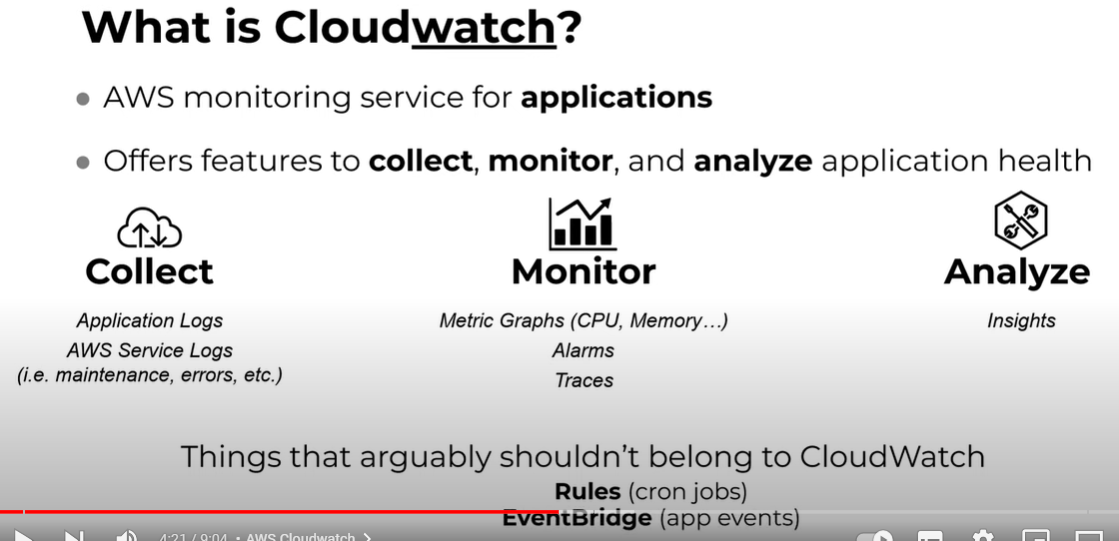 What is Cloudwatch?
AWS monitoring service for applications
Offers features to collect, monitor, and analyze application health
Collect
Application Logs
AWS Service Logs
(i.e. maintenance, errors, etc.)
Monitor
Metric Graphs (CPU, Memory…)
Alarms
Traces
Analyze
Insights
Things that arguably shouldn't belong to CloudWatch
Rules (cron jobs)
EventBridge (app events)
4:21 / 9:04 • AWS Cloudwatch